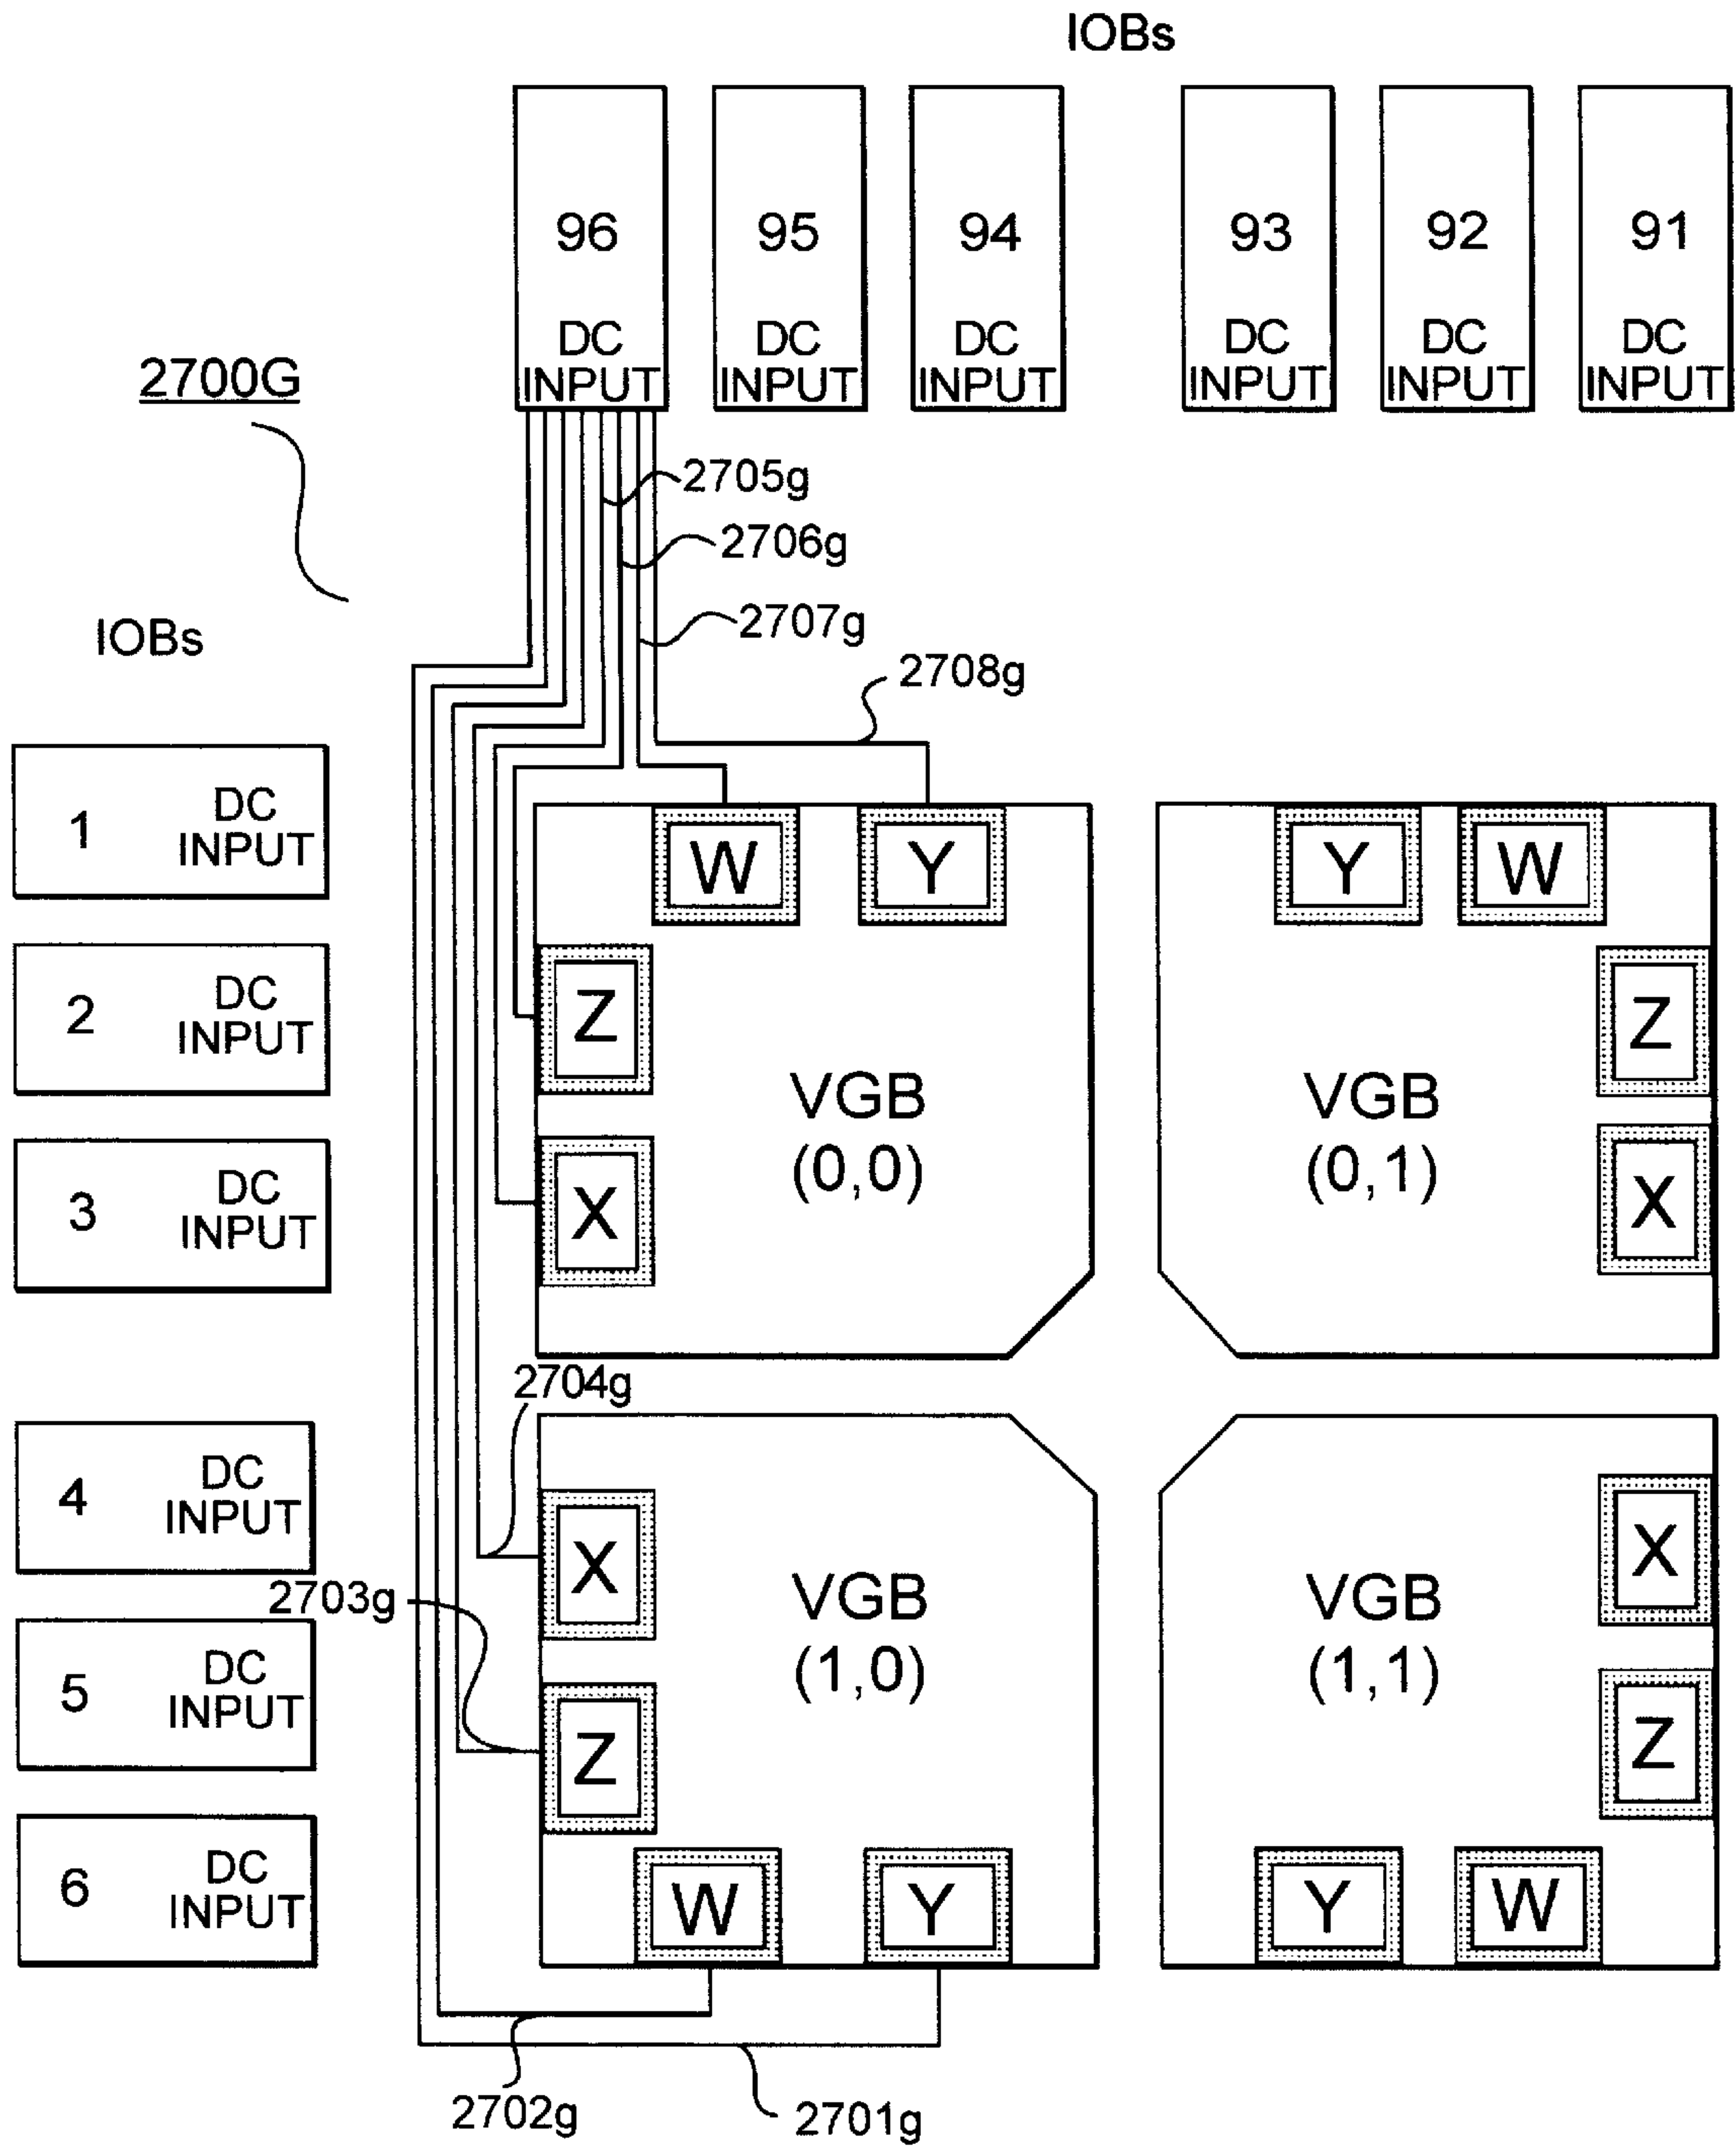 IOBs
96
DC
INPUT
95
DC
INPUT
94
DC
INPUT
93
DC
INPUT
92
DC
INPUT
91
DC
INPUT
2700G
2705g
2706g
2707g
2708g
IOBs
1
DC
INPUT
2
DC
INPUT
3
DC
INPUT
4
DC
INPUT
5
DC
INPUT
6
DC
INPUT
W
Y
Z
X
VGB
(0,0)
Y
W
Z
X
VGB
(0,1)
2704g
2703g
X
Z
W
Y
VGB
(1,0)
X
Z
Y
W
VGB
(1,1)
2702g
2701g